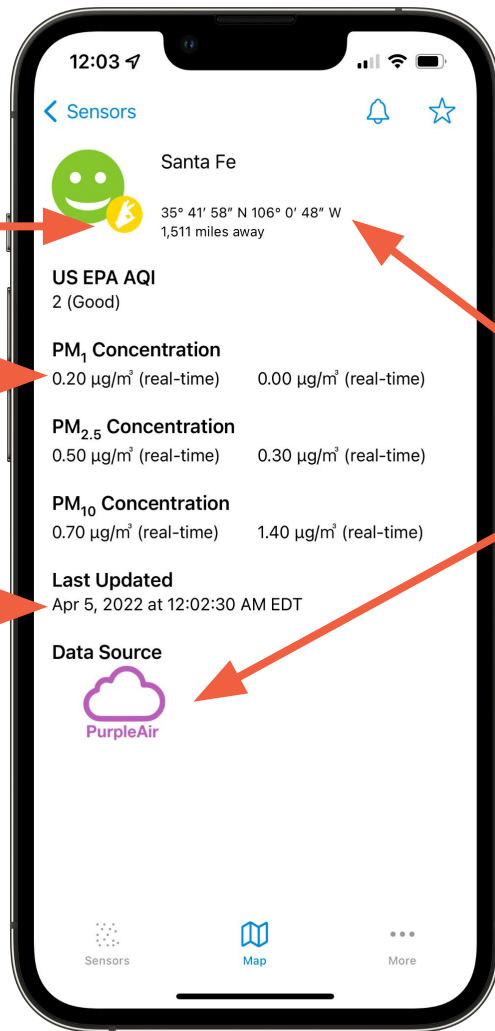 12:03
Sensors
Santa Fe
35° 41′ 58″ N 106° 0′ 48″ W
1,511 miles away
US EPA AQI
2 (Good)
PM₁ Concentration
0.20 µg/m³ (real-time) 0.00 µg/m³ (real-time)
PM₂.₅ Concentration
0.50 µg/m³ (real-time) 0.30 µg/m³ (real-time)
PM₁₀ Concentration
0.70 µg/m³ (real-time) 1.40 µg/m³ (real-time)
Last Updated
Apr 5, 2022 at 12:02:30 AM EDT
Data Source
PurpleAir
Sensors Map More